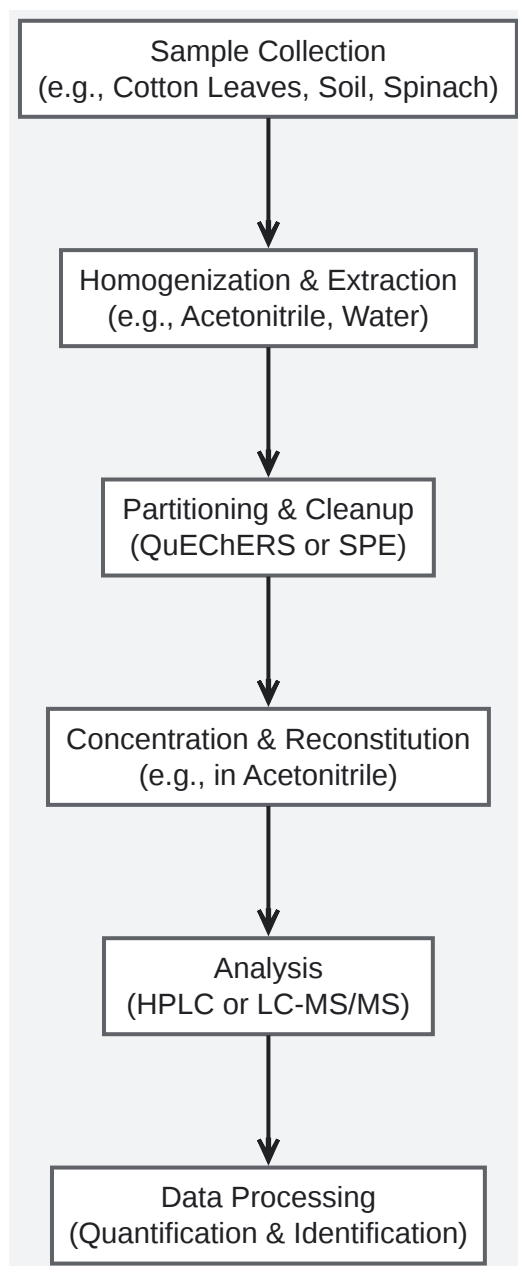 Sample Collection
(e.g., Cotton Leaves, Soil, Spinach)
Homogenization & Extraction
(e.g., Acetonitrile, Water)
Partitioning & Cleanup
(QuEChERS or SPE)
Concentration & Reconstitution
(e.g., in Acetonitrile)
Analysis
(HPLC or LC-MS/MS)
Data Processing
(Quantification & Identification)